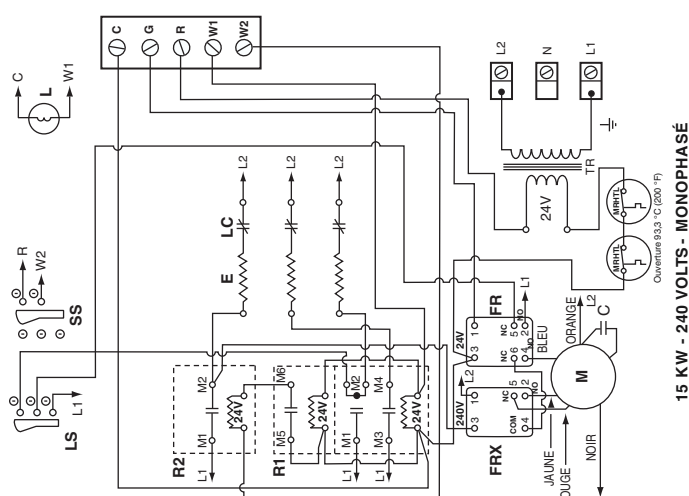 C
G
R
W1
W2
C
L
W1
L2
N
L1
TR
24V
MRHTL
MRHTL
Ouverture 93,3 °C (200 °F)
15 KW - 240 VOLTS - MONOPHASÉ
L2
L2
L2
LC
E
R
W2
SS
LS
L1
R2
M2
M1
24V
L1
R1
M6
M5
24V
M2
M1
L1
M4
M3
L1
24V
FR
24V
1
3
NC
5
2
NO
NC
6
4
NO
L1
BLEU
FRX
L2
240V
1
3
NC
5
2
NO
COM
4
ORANGE
L2
C
M
JAUNE
OUGE
NOIR